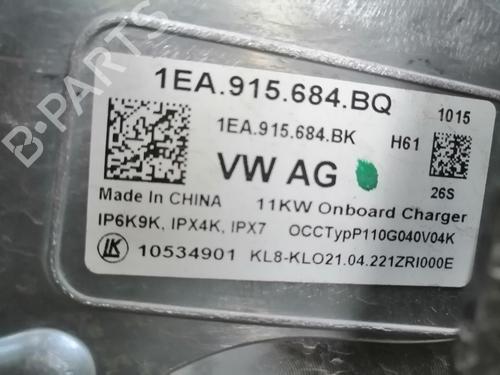 B-PARTS
1EA.915.684.BQ
1015
1EA.915.684.BK
H61
VW AG
26S
Made In CHINA
11KW Onboard Charger
IP6K9K, IPX4K, IPX7
OCCTypP110G040V04K
LK 10534901
KL8-KLO21.04.221ZRI000E